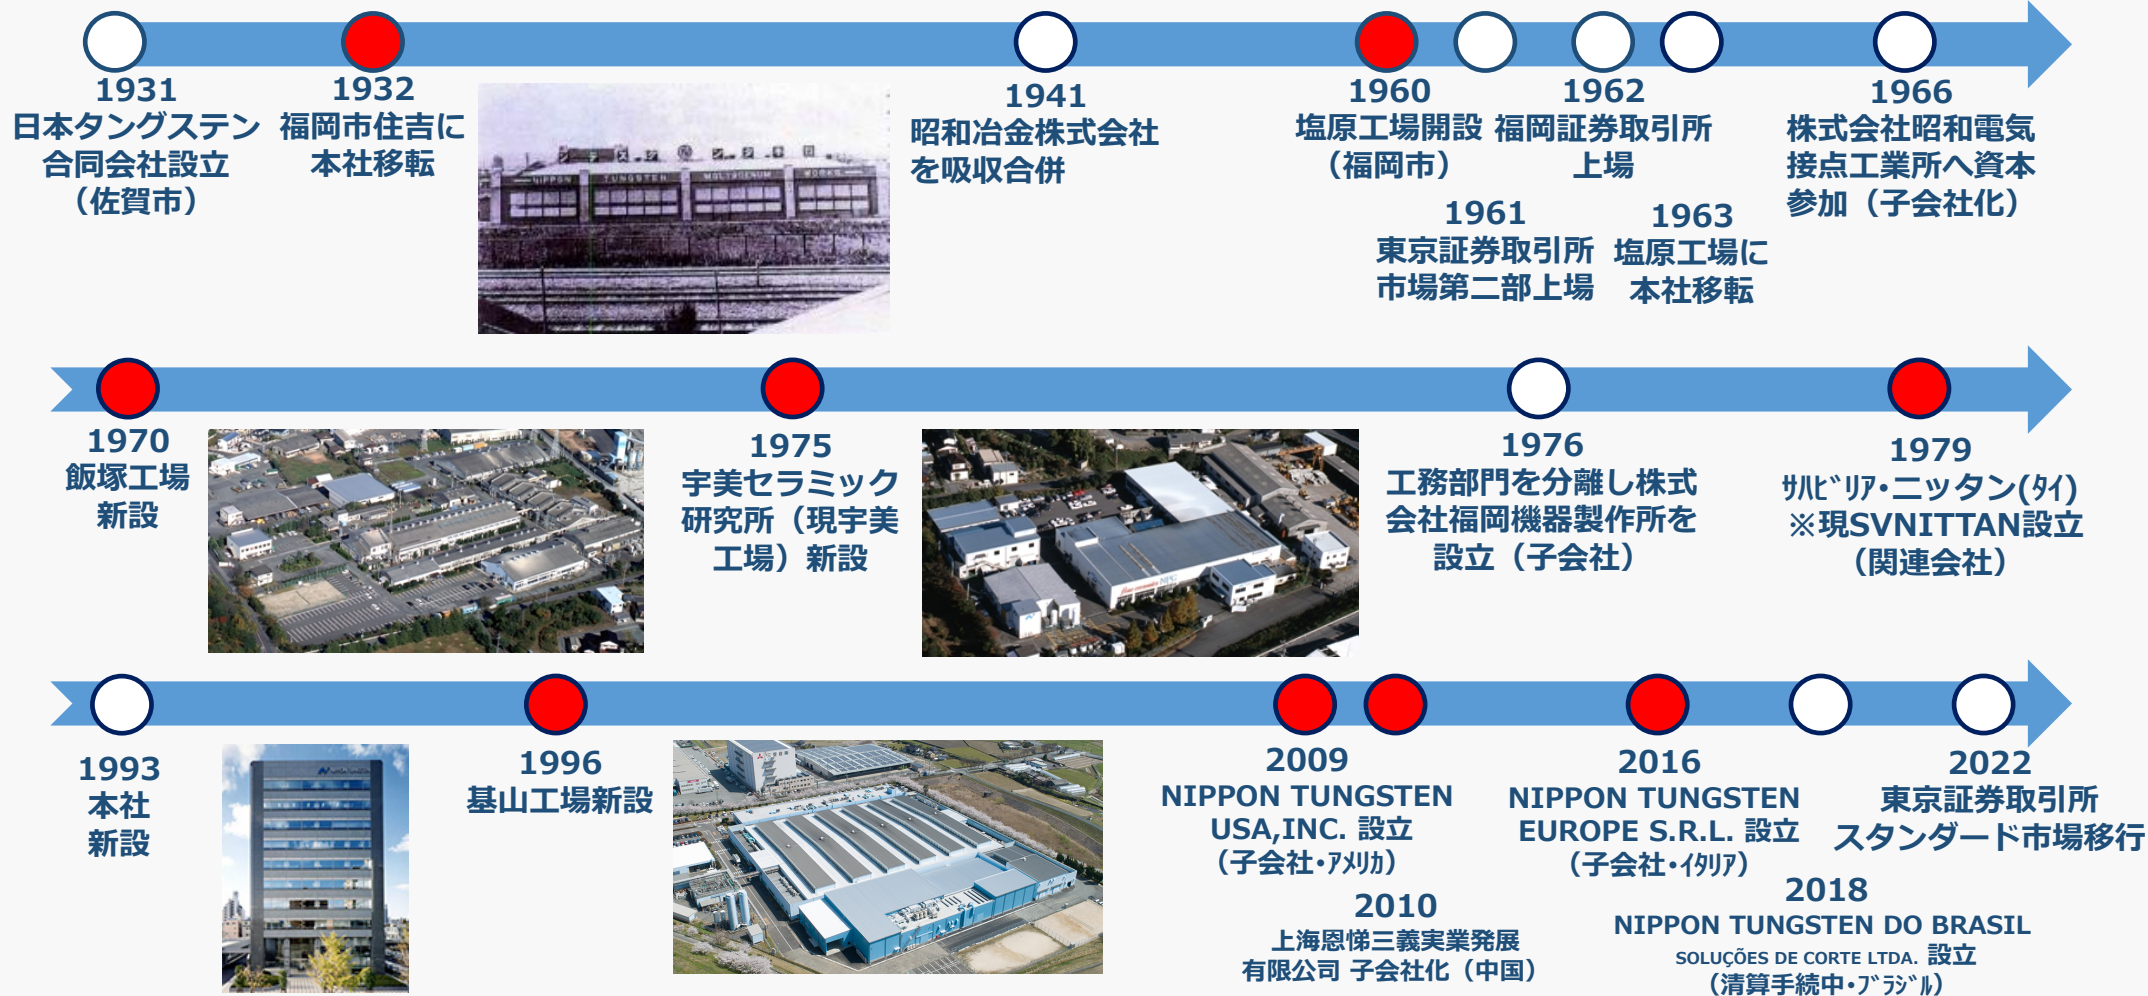 1931
日本タングステン
合同会社設立
（佐賀市）
1932
福岡市住吉に
本社移転
NIPPON TUNGSTEN MOLYBDENUM WORKS
1941
昭和冶金株式会社
を吸収合併
1960
塩原工場開設
（福岡市）
1961
東京証券取引所
市場第二部上場
1962
福岡証券取引所
上場
1963
塩原工場に
本社移転
1966
株式会社昭和電気
接点工業所へ資本
参加（子会社化）
1970
飯塚工場
新設
1975
宇美セラミック
研究所（現宇美
工場）新設
1976
工務部門を分離し株式
会社福岡機器製作所を
設立（子会社）
1979
ｻﾊﾋﾞﾘｱ･ニッタン(ﾀｲ)
※現SVNITTAN設立
（関連会社）
1993
本社
新設
1996
基山工場新設
2009
NIPPON TUNGSTEN
USA,INC. 設立
（子会社･ｱﾒﾘｶ）
2010
上海恩悌三義実業発展
有限公司 子会社化（中国）
2016
NIPPON TUNGSTEN
EUROPE S.R.L. 設立
（子会社･ｲﾀﾘｱ）
2018
NIPPON TUNGSTEN DO BRASIL
SOLUÇÕES DE CORTE LTDA. 設立
（清算手続中･ﾌﾞﾗｼﾞﾙ）
2022
東京証券取引所
スタンダード市場移行